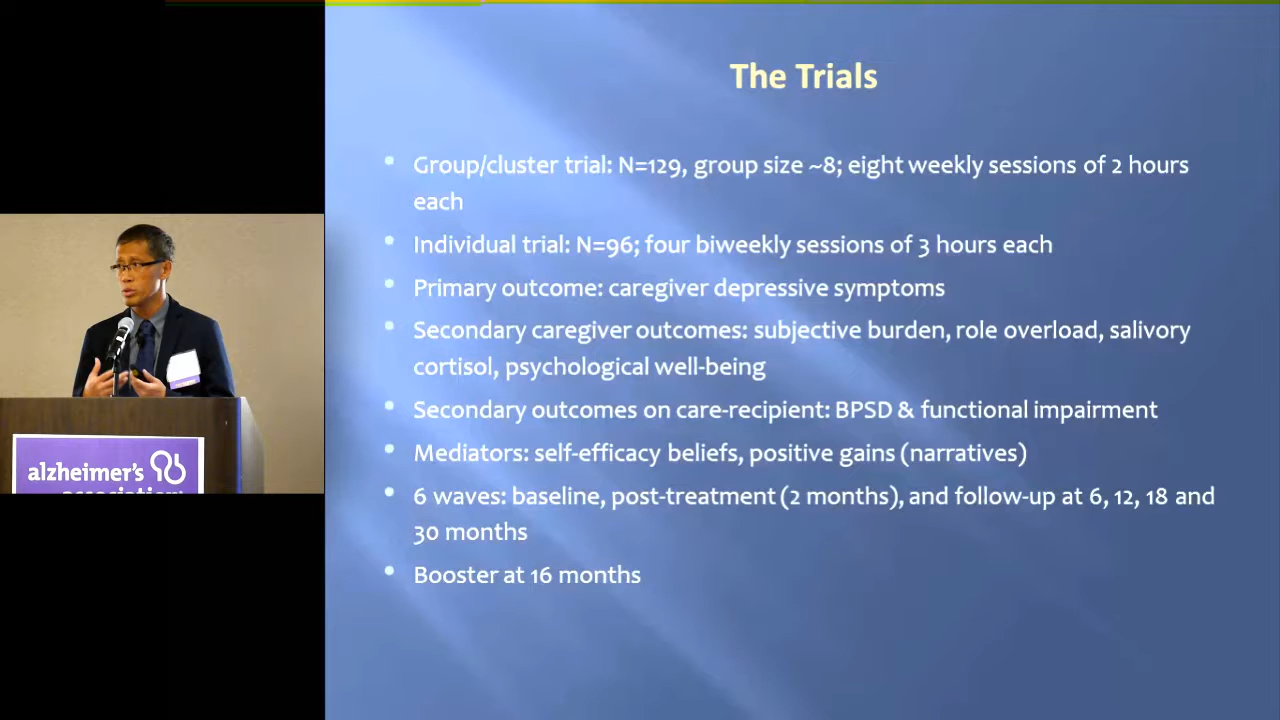 The Trials
• Group/cluster trial: N=129, group size ~8; eight weekly sessions of 2 hours
each
• Individual trial: N=96; four biweekly sessions of 3 hours each
• Primary outcome: caregiver depressive symptoms
• Secondary caregiver outcomes: subjective burden, role overload, salivory
cortisol, psychological well-being
• Secondary outcomes on care-recipient: BPSD & functional impairment
• Mediators: self-efficacy beliefs, positive gains (narratives)
• 6 waves: baseline, post-treatment (2 months), and follow-up at 6, 12, 18 and
30 months
• Booster at 16 months
alzheimer's
association